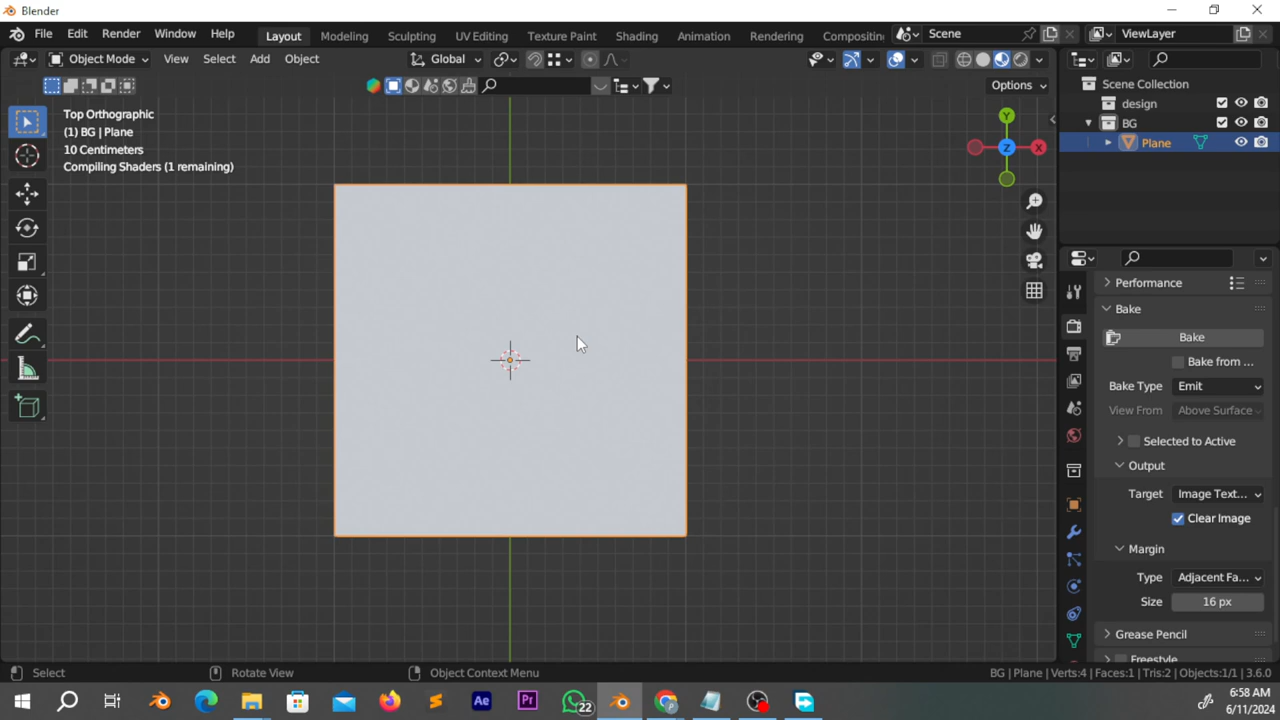 Blender
File Edit Render Window Help Layout Modeling Sculpting UV Editing Texture Paint Shading Animation Rendering Compositin Scene ViewLayer
Object Mode View Select Add Object Global
Options
Top Orthographic
(1) BG | Plane
10 Centimeters
Compiling Shaders (1 remaining)
Y
Z
X
Scene Collection
design
BG
Plane
Performance
Bake
Bake
Bake from ...
Bake Type Emit
View From Above Surface
Selected to Active
Output
Target Image Text...
Clear Image
Margin
Type Adjacent Fa...
Size 16 px
Grease Pencil
Freestyle
Select Rotate View Object Context Menu BG | Plane | Verts:4 | Faces:1 | Tris:2 | Objects:1/1 | 3.6.0
Ae Pr 22
6:58 AM
6/11/2024